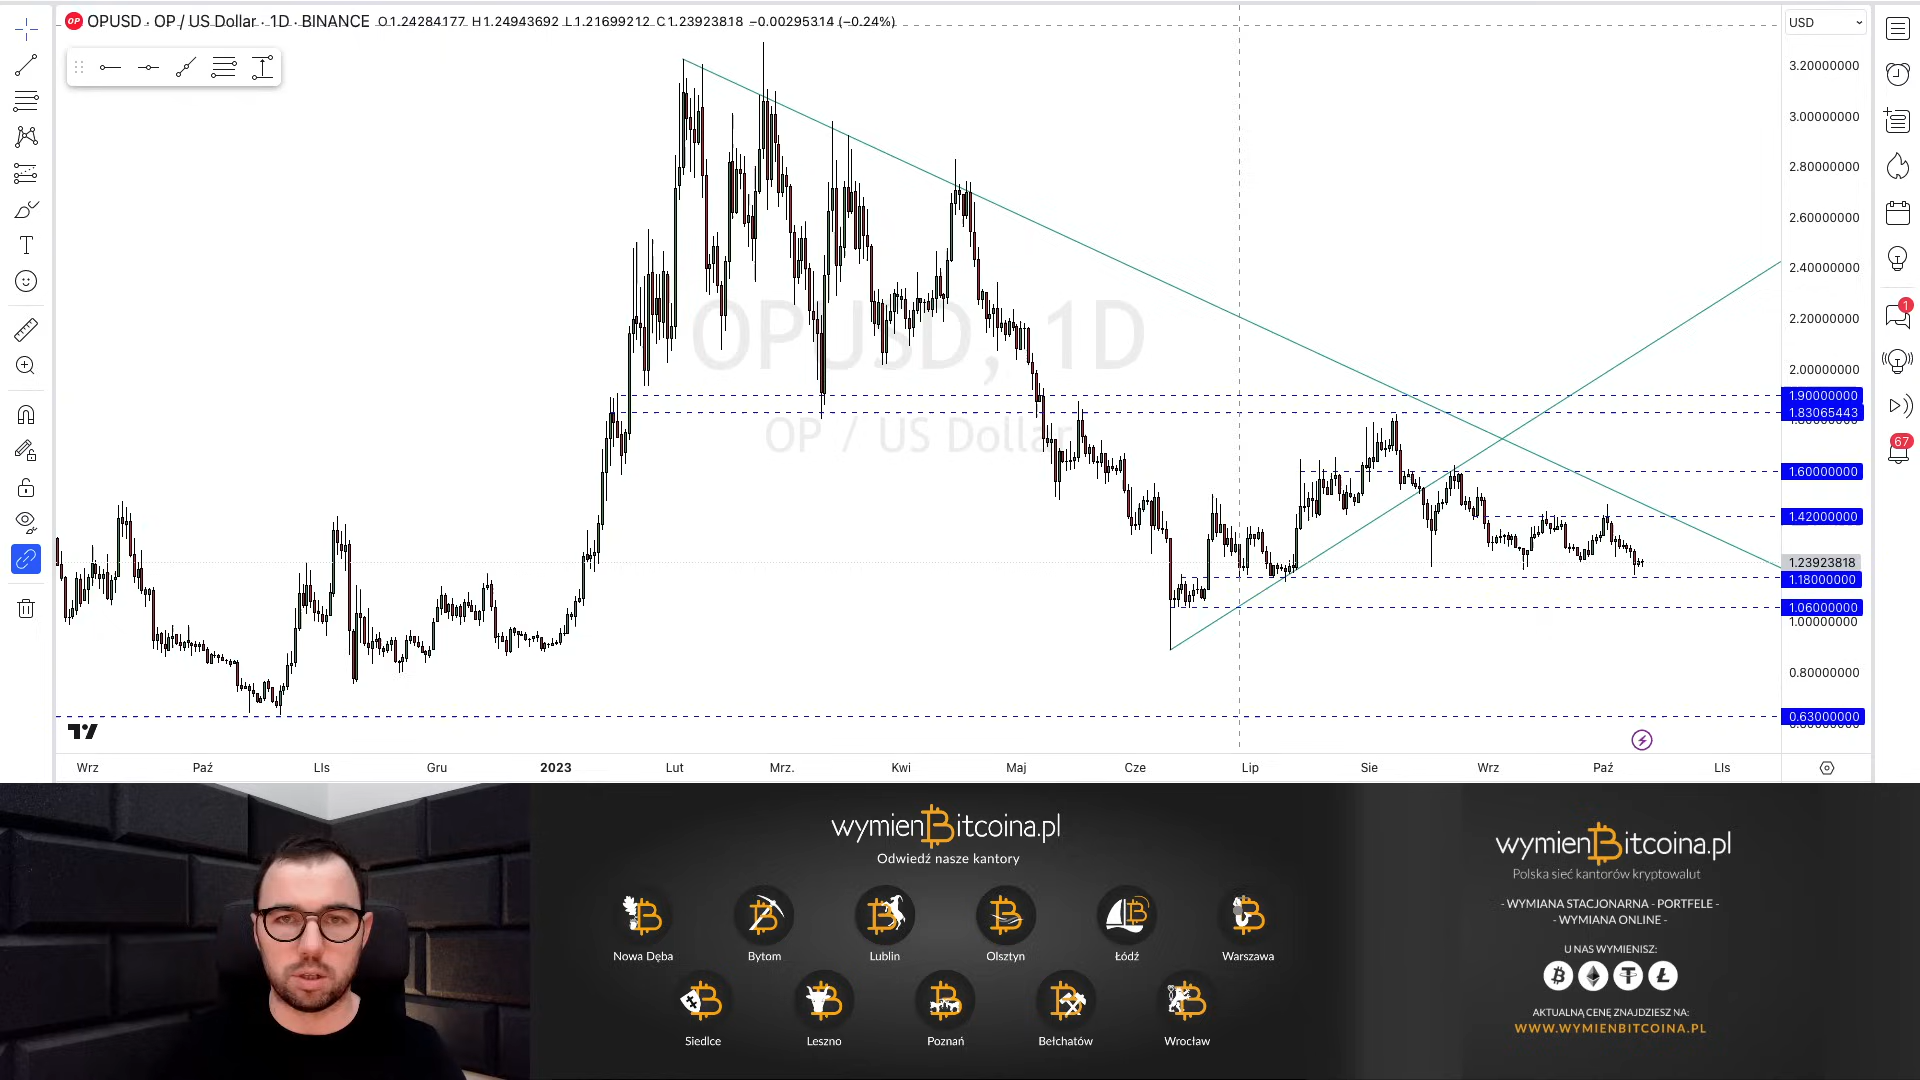 OPUSD · OP / US Dollar · 1D · BINANCE O1.24284177 H1.24943692 L1.21699212 C1.23923818 −0.00295314 (−0.24%)
USD
3.20000000
3.00000000
2.80000000
2.60000000
2.40000000
2.20000000
2.00000000
1.90000000
1.83065443
1.60000000
1.42000000
1.23923818
1.18000000
1.06000000
1.00000000
0.80000000
0.63000000
1
67
OPUSD, 1D
OP / US Dollar
Wrz Paź Lis Gru 2023 Lut Mrz. Kwi Maj Cze Lip Sie Wrz Paź Lis
wymienBitcoina.pl
Odwiedź nasze kantory
Nowa Dęba Bytom Lublin Olsztyn Łódź Warszawa
Siedlce Leszno Poznań Bełchatów Wrocław
wymienBitcoina.pl
Polska sieć kantorów kryptowalut
- WYMIANA STACJONARNA - PORTFELE -
- WYMIANA ONLINE -
U NAS WYMIENISZ:
AKTUALNĄ CENĘ ZNAJDZIESZ NA:
WWW.WYMIENBITCOINA.PL